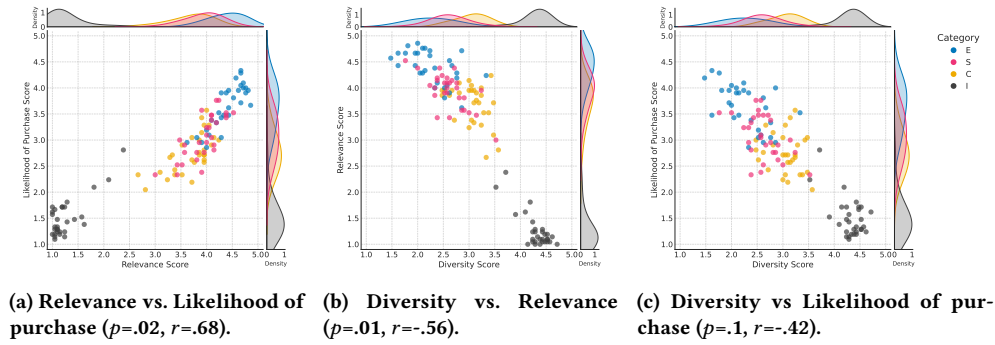 Density
1
0
5.0
4.5
4.0
3.5
3.0
2.5
2.0
1.5
1.0
Likelihood of Purchase Score
1.0 1.5 2.0 2.5 3.0 3.5 4.0 4.5 5.0
Relevance Score
0 1
Density
Density
1
0
5.0
4.5
4.0
3.5
3.0
2.5
2.0
1.5
1.0
Relevance Score
1.0 1.5 2.0 2.5 3.0 3.5 4.0 4.5 5.0
Diversity Score
0 1
Density
Density
1
0
5.0
4.5
4.0
3.5
3.0
2.5
2.0
1.5
1.0
Likelihood of Purchase Score
1.0 1.5 2.0 2.5 3.0 3.5 4.0 4.5 5.0
Diversity Score
0 1
Density
Category
E
S
C
I
(a) Relevance vs. Likelihood of
purchase (p=.02, r=.68).
(b) Diversity vs. Relevance
(p=.01, r=-.56).
(c) Diversity vs Likelihood of pur-
chase (p=.1, r=-.42).